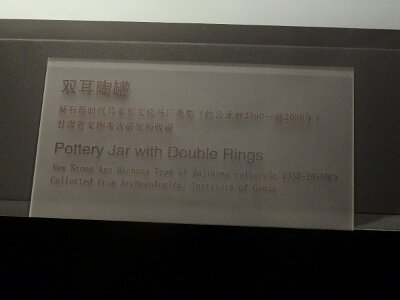 双耳陶罐
新石器时代马家窑文化马厂类型（约公元前2350—前2050年）
甘肃省文物考古研究所收藏
Pottery Jar with Double Rings
New Stone Age Machang Type of Majiayao culture(c.2350-2050BC)
Collected from Archaeological Institute of Gansu